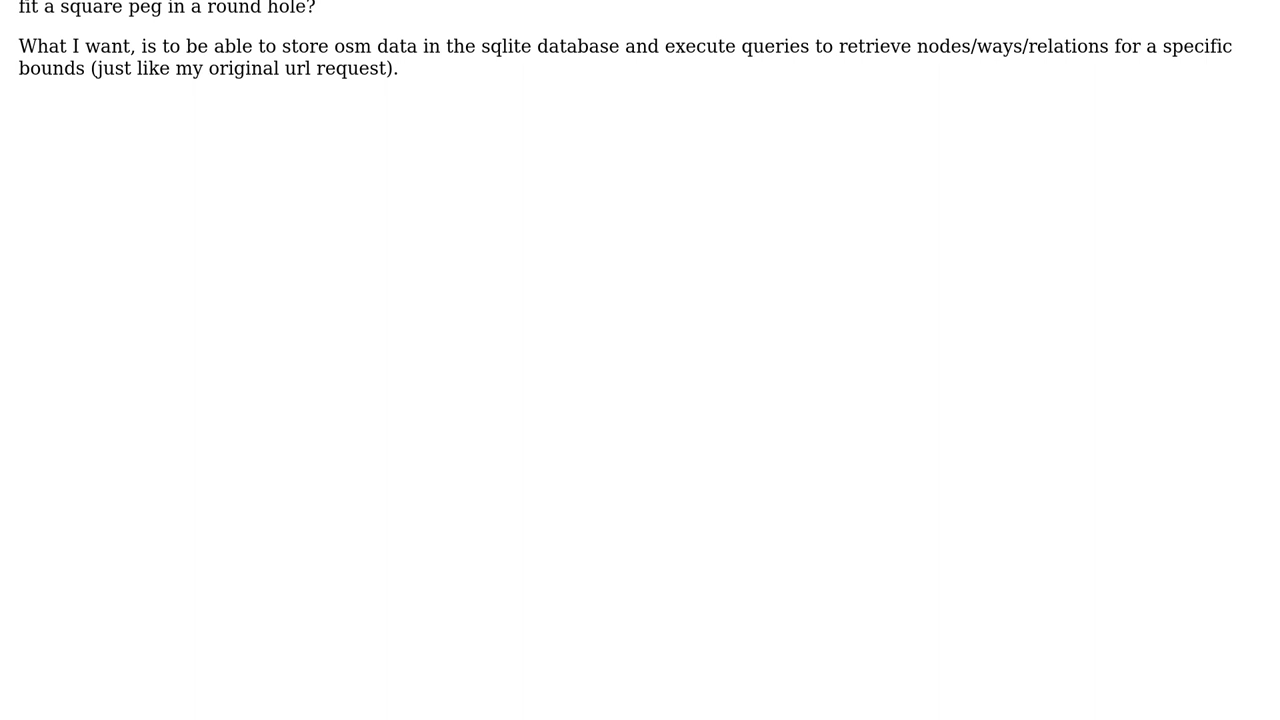 fit a square peg in a round hole?
What I want, is to be able to store osm data in the sqlite database and execute queries to retrieve nodes/ways/relations for a specific
bounds (just like my original url request).